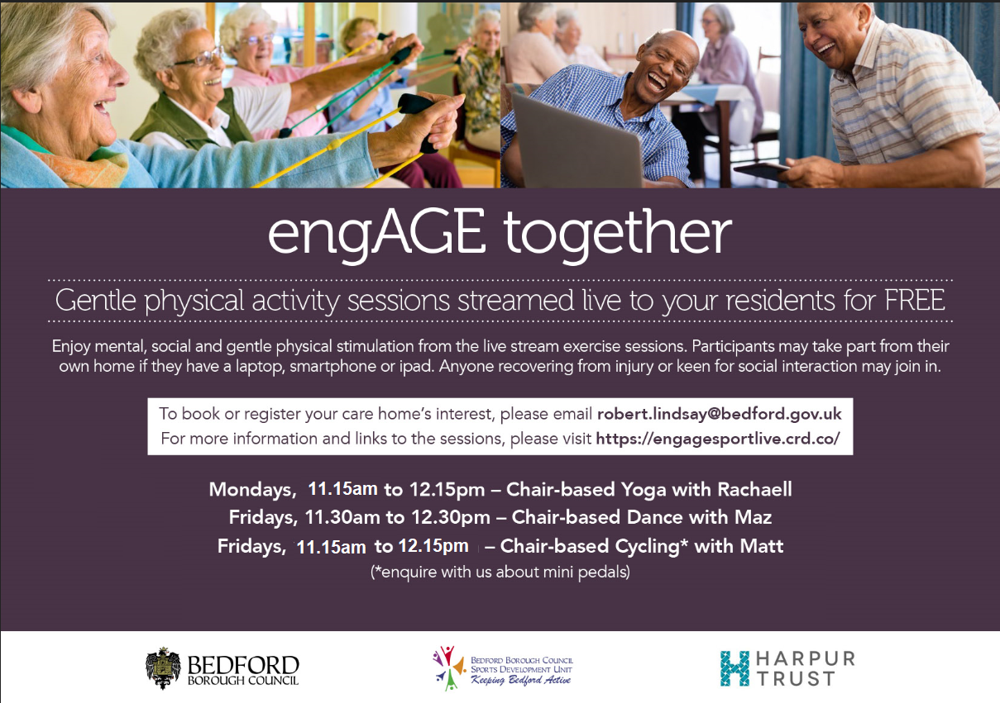 engAGE together
Gentle physical activity sessions streamed live to your residents for FREE
Enjoy mental, social and gentle physical stimulation from the live stream exercise sessions. Participants may take part from their
own home if they have a laptop, smartphone or ipad. Anyone recovering from injury or keen for social interaction may join in.
To book or register your care home's interest, please email robert.lindsay@bedford.gov.uk
For more information and links to the sessions, please visit https://engagesportlive.crd.co/
Mondays, 11.15am to 12.15pm – Chair-based Yoga with Rachaell
Fridays, 11.30am to 12.30pm – Chair-based Dance with Maz
Fridays, 11.15am to 12.15pm – Chair-based Cycling* with Matt
(*enquire with us about mini pedals)
BEDFORD
BOROUGH COUNCIL
BEDFORD BOROUGH COUNCIL
SPORTS DEVELOPMENT UNIT
Keeping Bedford Active
HARPUR
TRUST